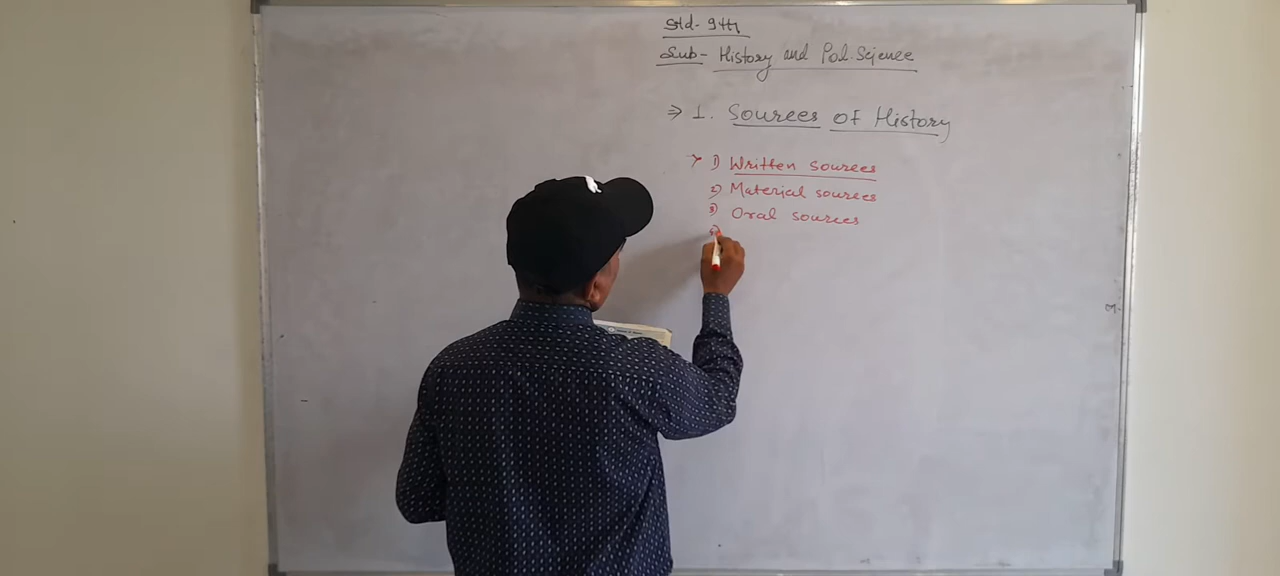 Std- 9th
Sub- History and Pol. Science
⇒ 1. Sources of History
1) Written sources
2) Material sources
3) Oral sources